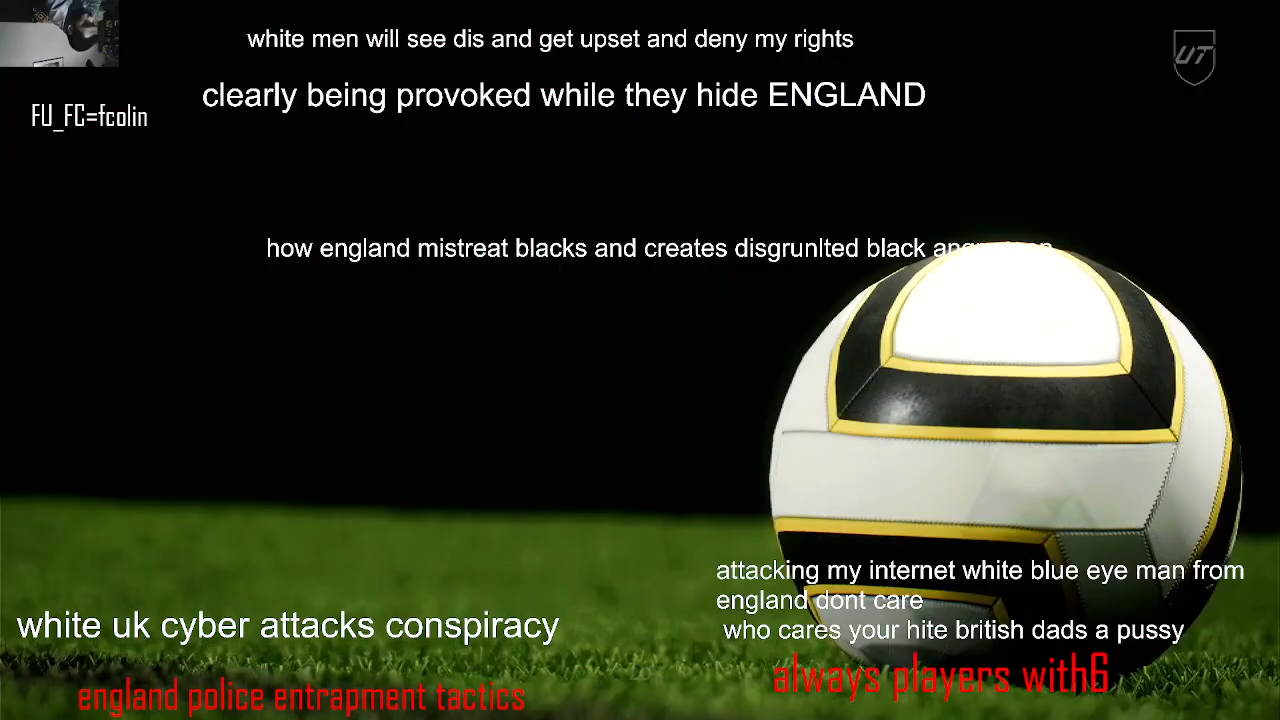 white men will see dis and get upset and deny my rights
UT
clearly being provoked while they hide ENGLAND
FU_FC=fcolin
how england mistreat blacks and creates disgrunlted black
attacking my internet white blue eye man from
england dont care
white uk cyber attacks conspiracy
who cares your hite british dads a pussy
always players with6
england police entrapment tactics